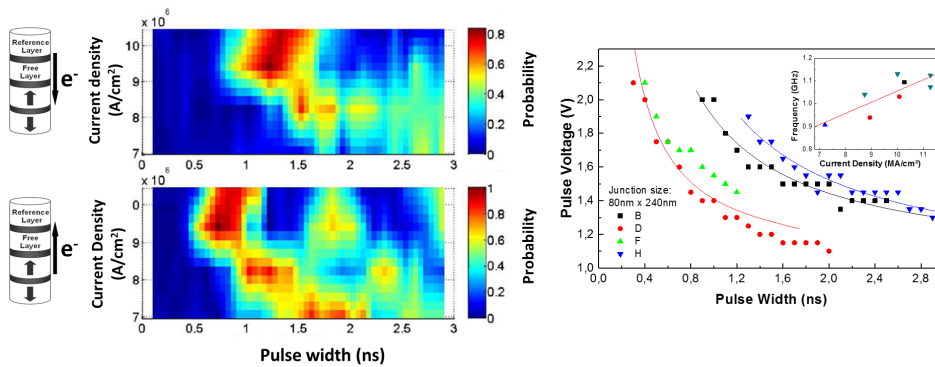 Reference
Layer
Free
Layer
e-
Current density
(A/cm²)
x 10⁶
10
9
8
7
0 0.5 1 1.5 2 2.5 3
0.8
0.6
0.4
0.2
0
Probability
Reference
Layer
Free
Layer
e-
Current Density
(A/cm²)
x 10⁶
0
9
8
7
0 0.5 1 1.5 2 2.5 3
1
0.8
0.6
0.4
0.2
0
Probability
Pulse width (ns)
Pulse Voltage (V)
2,2
2,0
1,8
1,6
1,4
1,2
1,0
0,0 0,4 0,8 1,2 1,6 2,0 2,4 2,8
Pulse Width (ns)
Junction size:
80nm x 240nm
B
D
F
H
Frequency (GHz)
1.2
1.1
1.0
0.9
0.8
7 8 9 10 11
Current Density (MA/cm²)